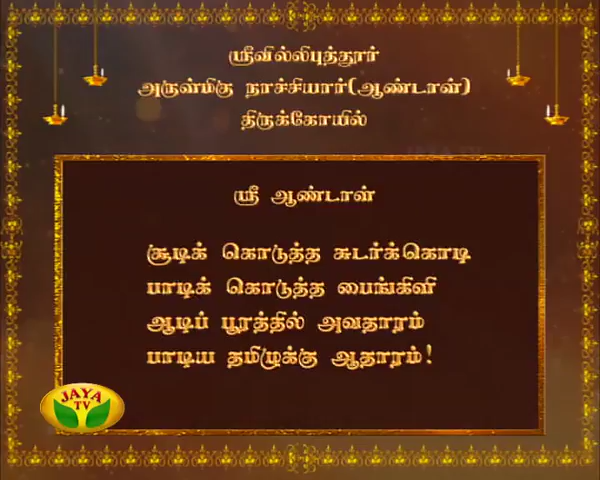 ஸ்ரீவில்லிபுத்தூர்
அருள்மிகு நாச்சியார்(ஆண்டாள்)
திருக்கோயில்
ஸ்ரீ ஆண்டாள்
சூடிக் கொடுத்த சுடர்க்கொடி
பாடிக் கொடுத்த பைங்கிளி
ஆடிப் பூரத்தில் அவதாரம்
பாடிய தமிழுக்கு ஆதாரம்!
JAYA
TV